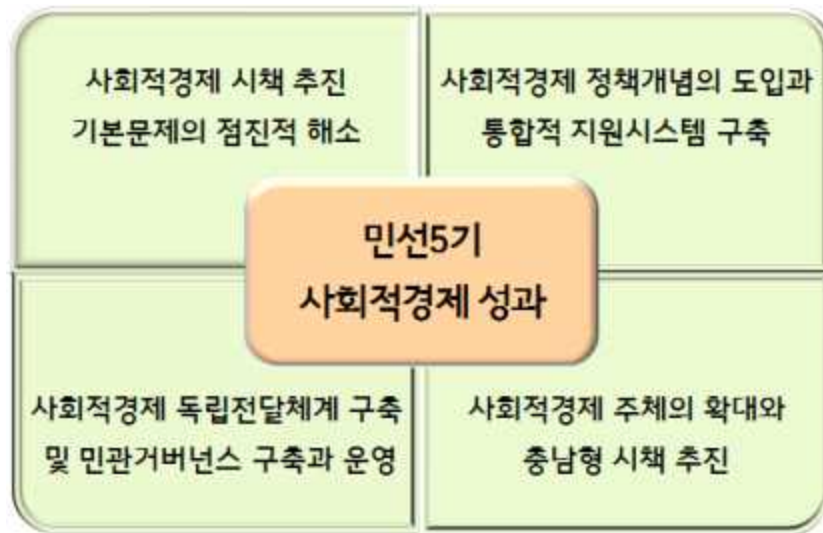 사회적경제 시책 추진
기본문제의 점진적 해소
사회적경제 정책개념의 도입과
통합적 지원시스템 구축
민선5기
사회적경제 성과
사회적경제 독립전달체계 구축
및 민관거버넌스 구축과 운영
사회적경제 주체의 확대와
충남형 시책 추진